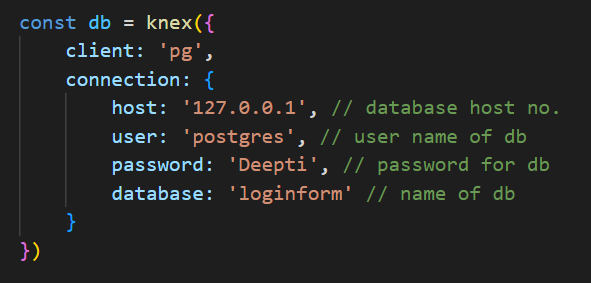 const db = knex({
client: 'pg',
connection: {
host: '127.0.0.1', // database host no.
user: 'postgres', // user name of db
password: 'Deepti', // password for db
database: 'loginform' // name of db
}
})